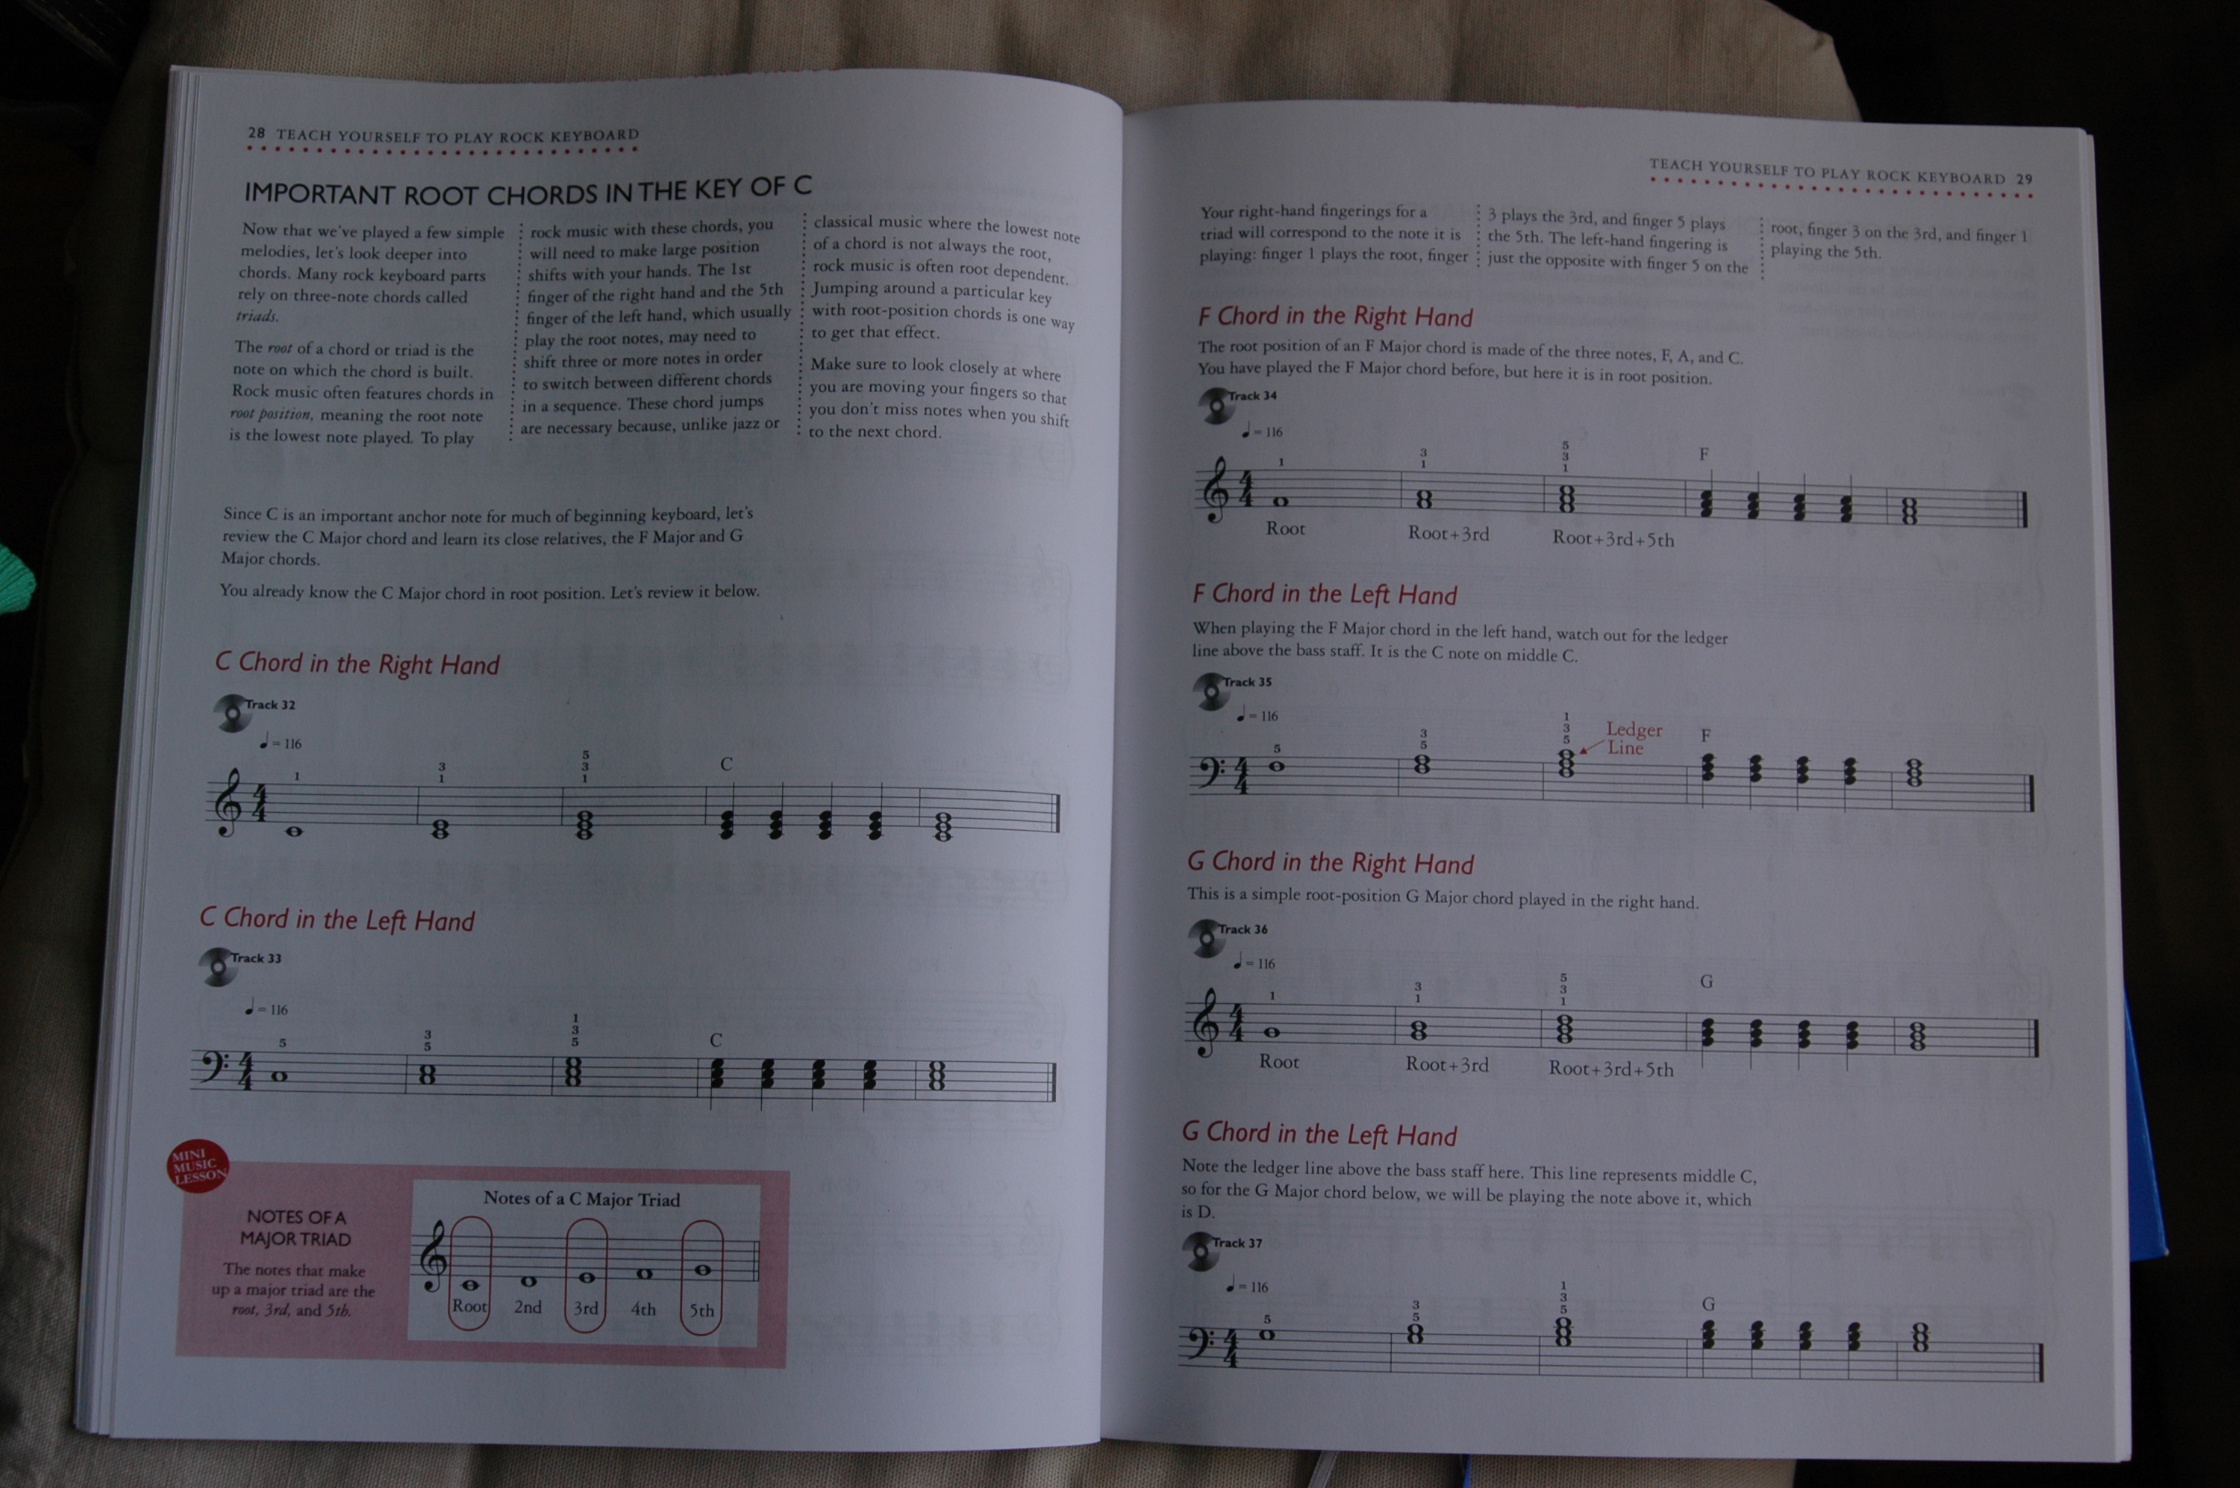 28 TEACH YOURSELF TO PLAY ROCK KEYBOARD
IMPORTANT ROOT CHORDS IN THE KEY OF C
Now that we've played a few simple
melodies, let's look deeper into
chords. Many rock keyboard parts
rely on three-note chords called
triads.
The root of a chord or triad is the
note on which the chord is built.
Rock music often features chords in
root position, meaning the root note
is the lowest note played. To play
rock music with these chords, you
will need to make large position
shifts with your hands. The 1st
finger of the right hand and the 5th
finger of the left hand, which usually
play the root notes, may need to
shift three or more notes in order
to switch between different chords
in a sequence. These chord jumps
are necessary because, unlike jazz or
classical music where the lowest note
of a chord is not always the root,
rock music is often root dependent.
Jumping around a particular key
with root-position chords is one way
to get that effect.
Make sure to look closely at where
you are moving your fingers so that
you don't miss notes when you shift
to the next chord.
Since C is an important anchor note for much of beginning keyboard, let's
review the C Major chord and learn its close relatives, the F Major and G
Major chords.
You already know the C Major chord in root position. Let's review it below.
C Chord in the Right Hand
Track 32
♩ = 116
1
3
1
5
3
1
C
4
4
C Chord in the Left Hand
Track 33
♩ = 116
5
3
5
1
3
5
C
4
4
MINI
MUSIC
LESSON
NOTES OF A
MAJOR TRIAD
The notes that make
up a major triad are the
root, 3rd, and 5th.
Notes of a C Major Triad
Root 2nd 3rd 4th 5th
TEACH YOURSELF TO PLAY ROCK KEYBOARD 29
Your right-hand fingerings for a
triad will correspond to the note it is
playing: finger 1 plays the root, finger
3 plays the 3rd, and finger 5 plays
the 5th. The left-hand fingering is
just the opposite with finger 5 on the
root, finger 3 on the 3rd, and finger 1
playing the 5th.
F Chord in the Right Hand
The root position of an F Major chord is made of the three notes, F, A, and C.
You have played the F Major chord before, but here it is in root position.
Track 34
♩ = 116
1
3
1
5
3
1
F
4
4
Root Root+3rd Root+3rd+5th
F Chord in the Left Hand
When playing the F Major chord in the left hand, watch out for the ledger
line above the bass staff. It is the C note on middle C.
Track 35
♩ = 116
5
3
5
1
3
5
Ledger
Line
F
4
4
G Chord in the Right Hand
This is a simple root-position G Major chord played in the right hand.
Track 36
♩ = 116
1
3
1
5
3
1
G
4
4
Root Root+3rd Root+3rd+5th
G Chord in the Left Hand
Note the ledger line above the bass staff here. This line represents middle C,
so for the G Major chord below, we will be playing the note above it, which
is D.
Track 37
♩ = 116
5
3
5
1
3
5
G
4
4